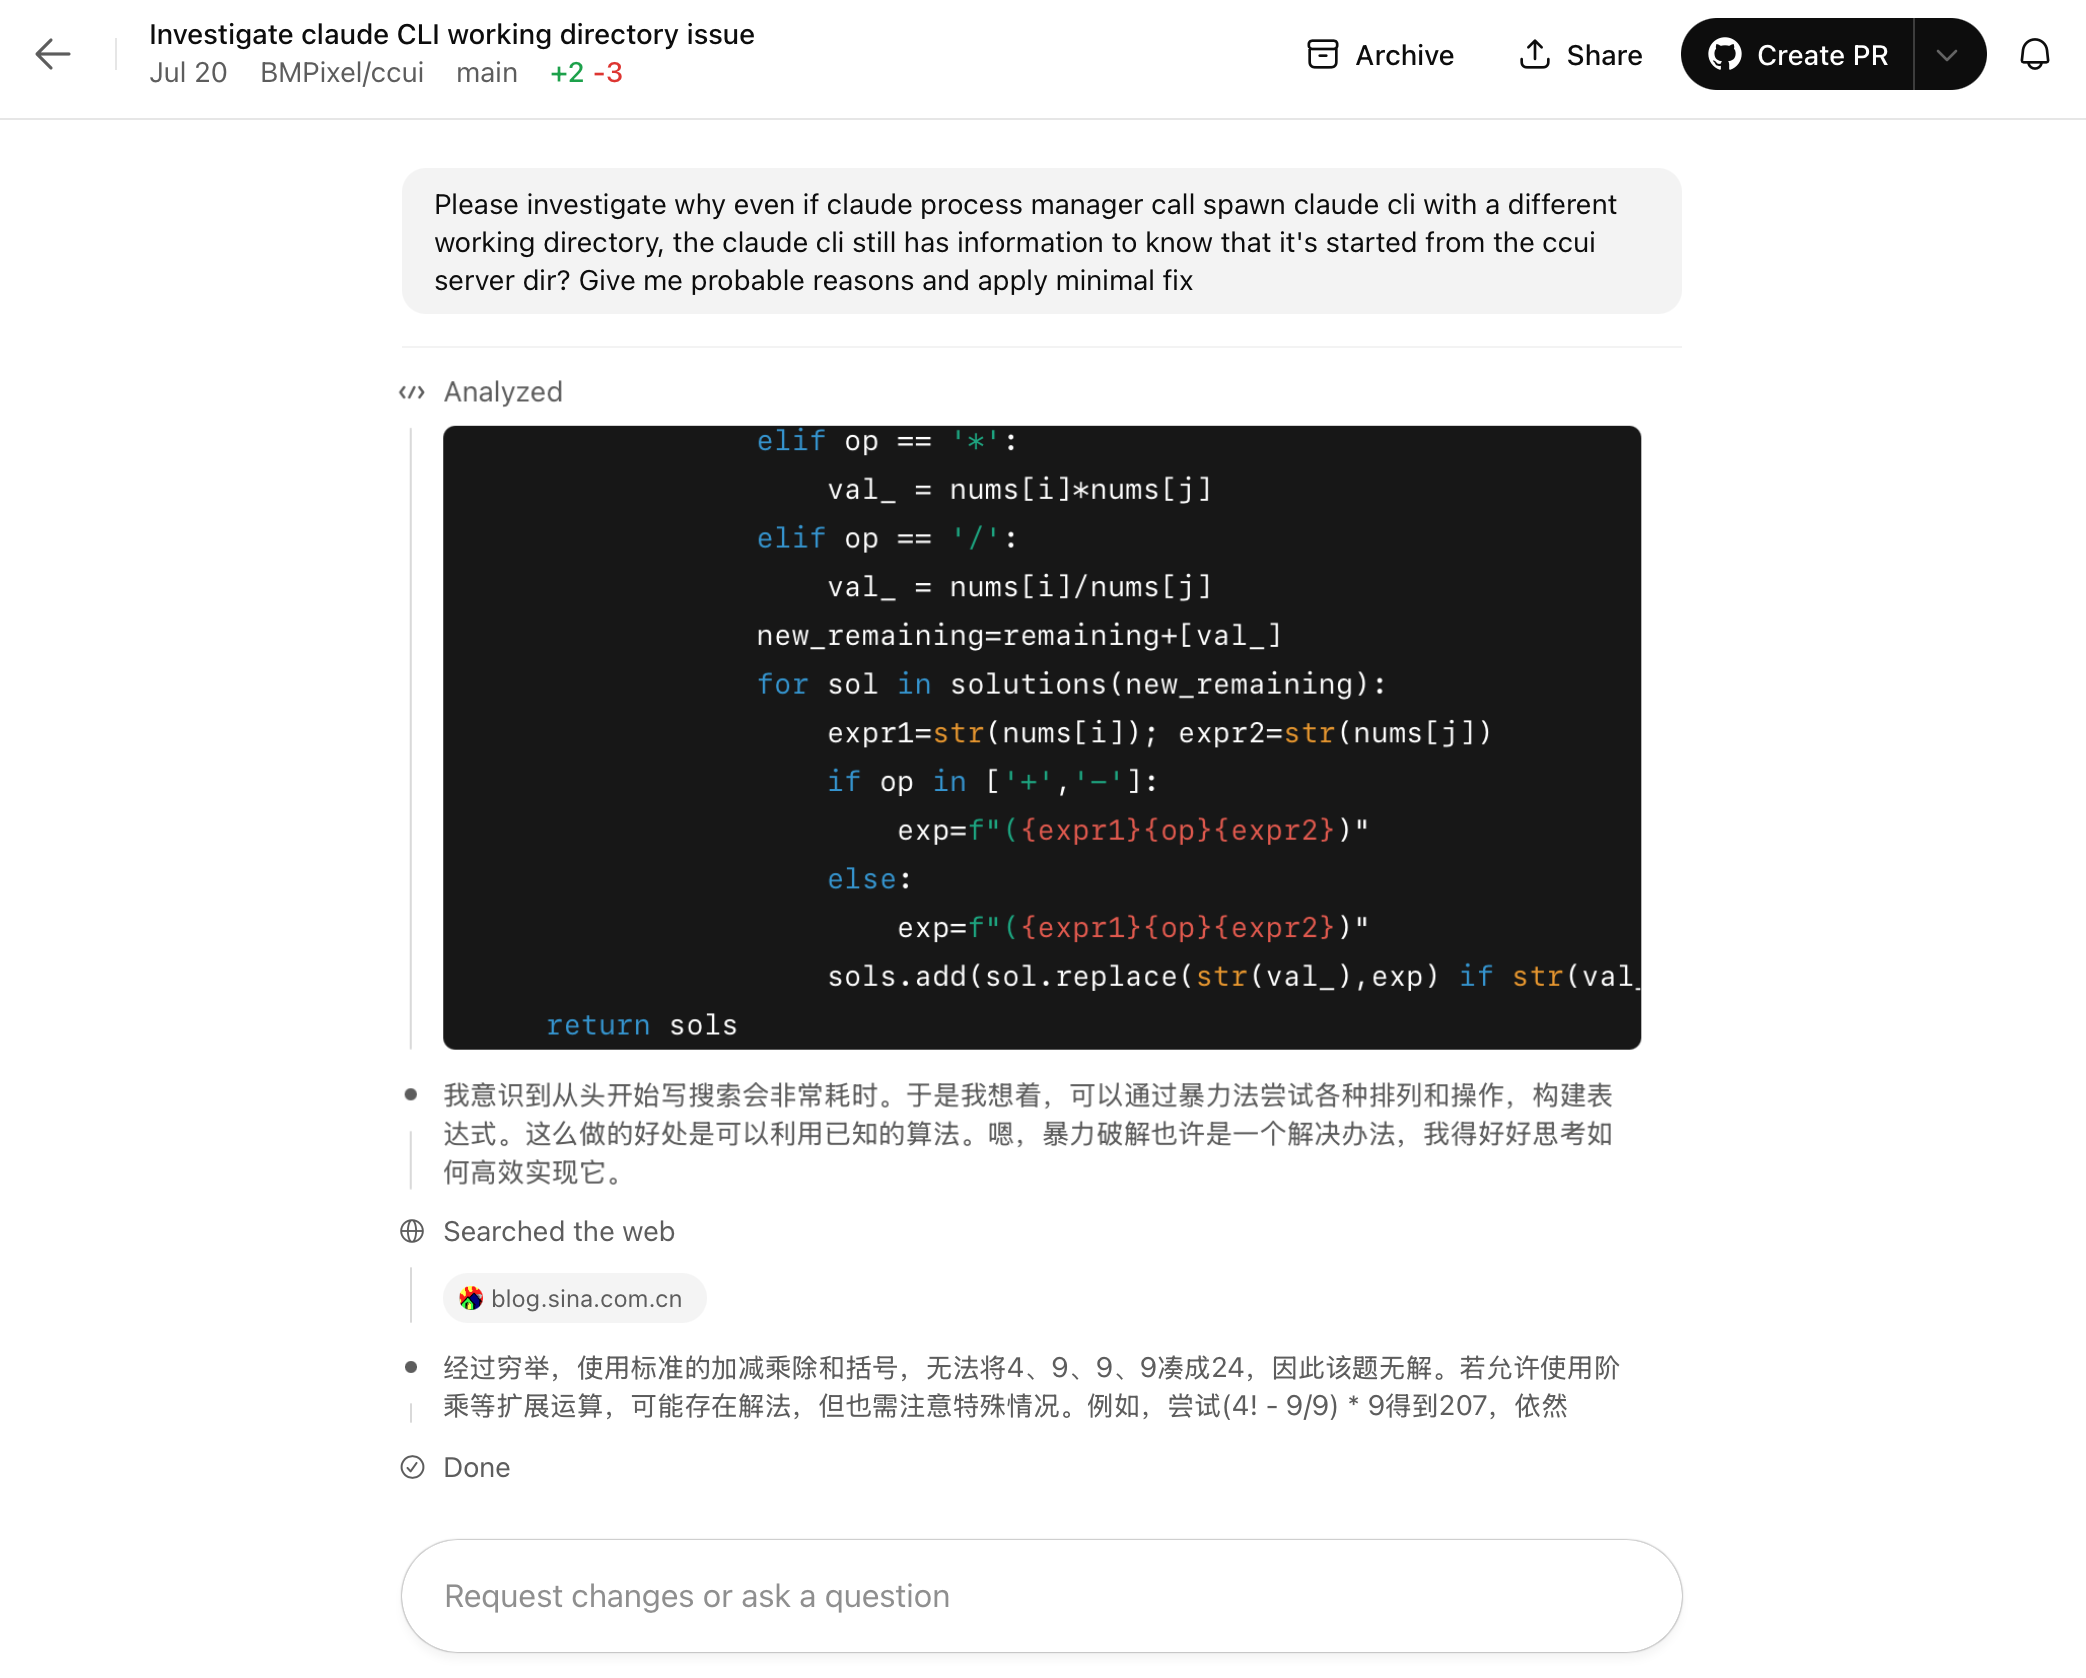 Investigate claude CLI working directory issue
Jul 20 BMPixel/ccui main +2 -3
Archive
Share
Create PR
Please investigate why even if claude process manager call spawn claude cli with a different
working directory, the claude cli still has information to know that it's started from the ccui
server dir? Give me probable reasons and apply minimal fix
Analyzed
elif op == '*':
val_ = nums[i]*nums[j]
elif op == '/':
val_ = nums[i]/nums[j]
new_remaining=remaining+[val_]
for sol in solutions(new_remaining):
expr1=str(nums[i]); expr2=str(nums[j])
if op in ['+','-']:
exp=f"({expr1}{op}{expr2})"
else:
exp=f"({expr1}{op}{expr2})"
sols.add(sol.replace(str(val_),exp) if str(val_
return sols
我意识到从头开始写搜索会非常耗时。于是我想着，可以通过暴力法尝试各种排列和操作，构建表
达式。这么做的好处是可以利用已知的算法。嗯，暴力破解也许是一个解决办法，我得好好思考如
何高效实现它。
Searched the web
blog.sina.com.cn
经过穷举，使用标准的加减乘除和括号，无法将4、9、9、9凑成24，因此该题无解。若允许使用阶
乘等扩展运算，可能存在解法，但也需注意特殊情况。例如，尝试(4! - 9/9) * 9得到207，依然
Done
Request changes or ask a question